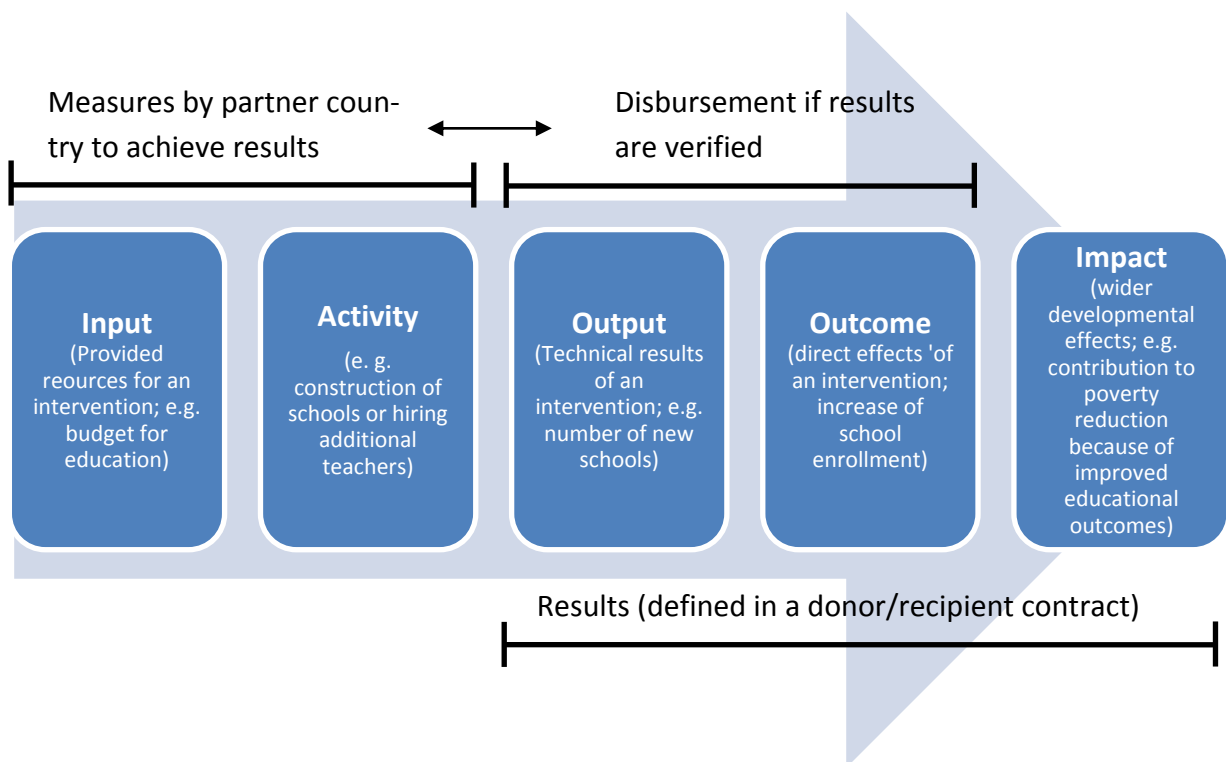 Measures by partner coun-
try to achieve results
Disbursement if results
are verified
Input
(Provided
reources for an
intervention; e.g.
budget for
education)
Activity
(e. g.
construction of
schools or hiring
additional
teachers)
Output
(Technical results
of an
intervention; e.g.
number of new
schools)
Outcome
(direct effects 'of
an intervention;
increase of
school
enrollment)
Impact
(wider
developmental
effects; e.g.
contribution to
poverty
reduction
because of
improved
educational
outcomes)
Results (defined in a donor/recipient contract)